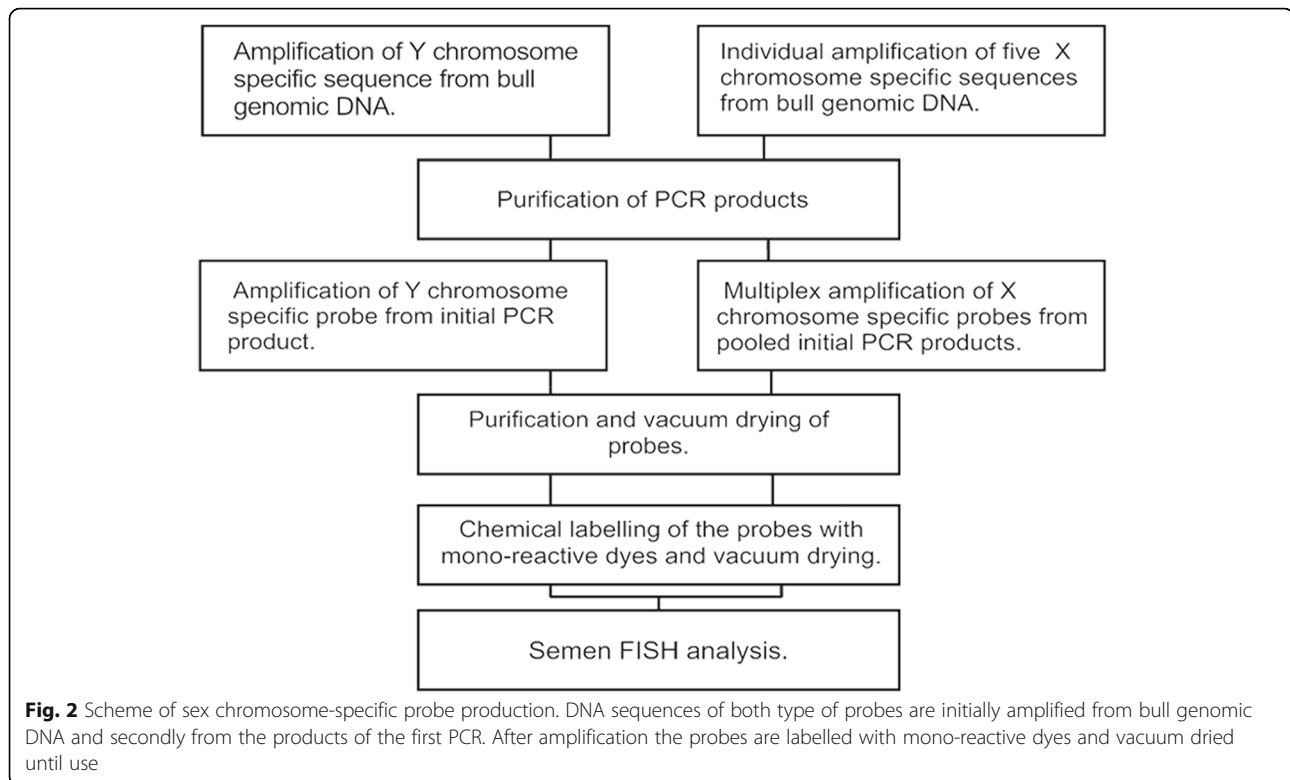 Amplification of Y chromosome
specific sequence from bull
genomic DNA.
Individual amplification of five X
chromosome specific sequences
from bull genomic DNA.
Purification of PCR products
Amplification of Y chromosome
specific probe from initial PCR
product.
Multiplex amplification of X
chromosome specific probes from
pooled initial PCR products.
Purification and vacuum drying of
probes.
Chemical labelling of the probes with
mono-reactive dyes and vacuum drying.
Semen FISH analysis.
Fig. 2 Scheme of sex chromosome-specific probe production. DNA sequences of both type of probes are initially amplified from bull genomic
DNA and secondly from the products of the first PCR. After amplification the probes are labelled with mono-reactive dyes and vacuum dried
until use